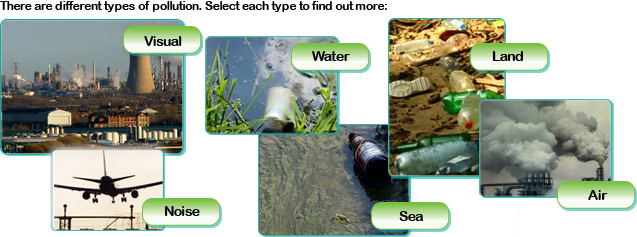 There are different types of pollution. Select each type to find out more:
Visual
Water
Land
Noise
Sea
Air